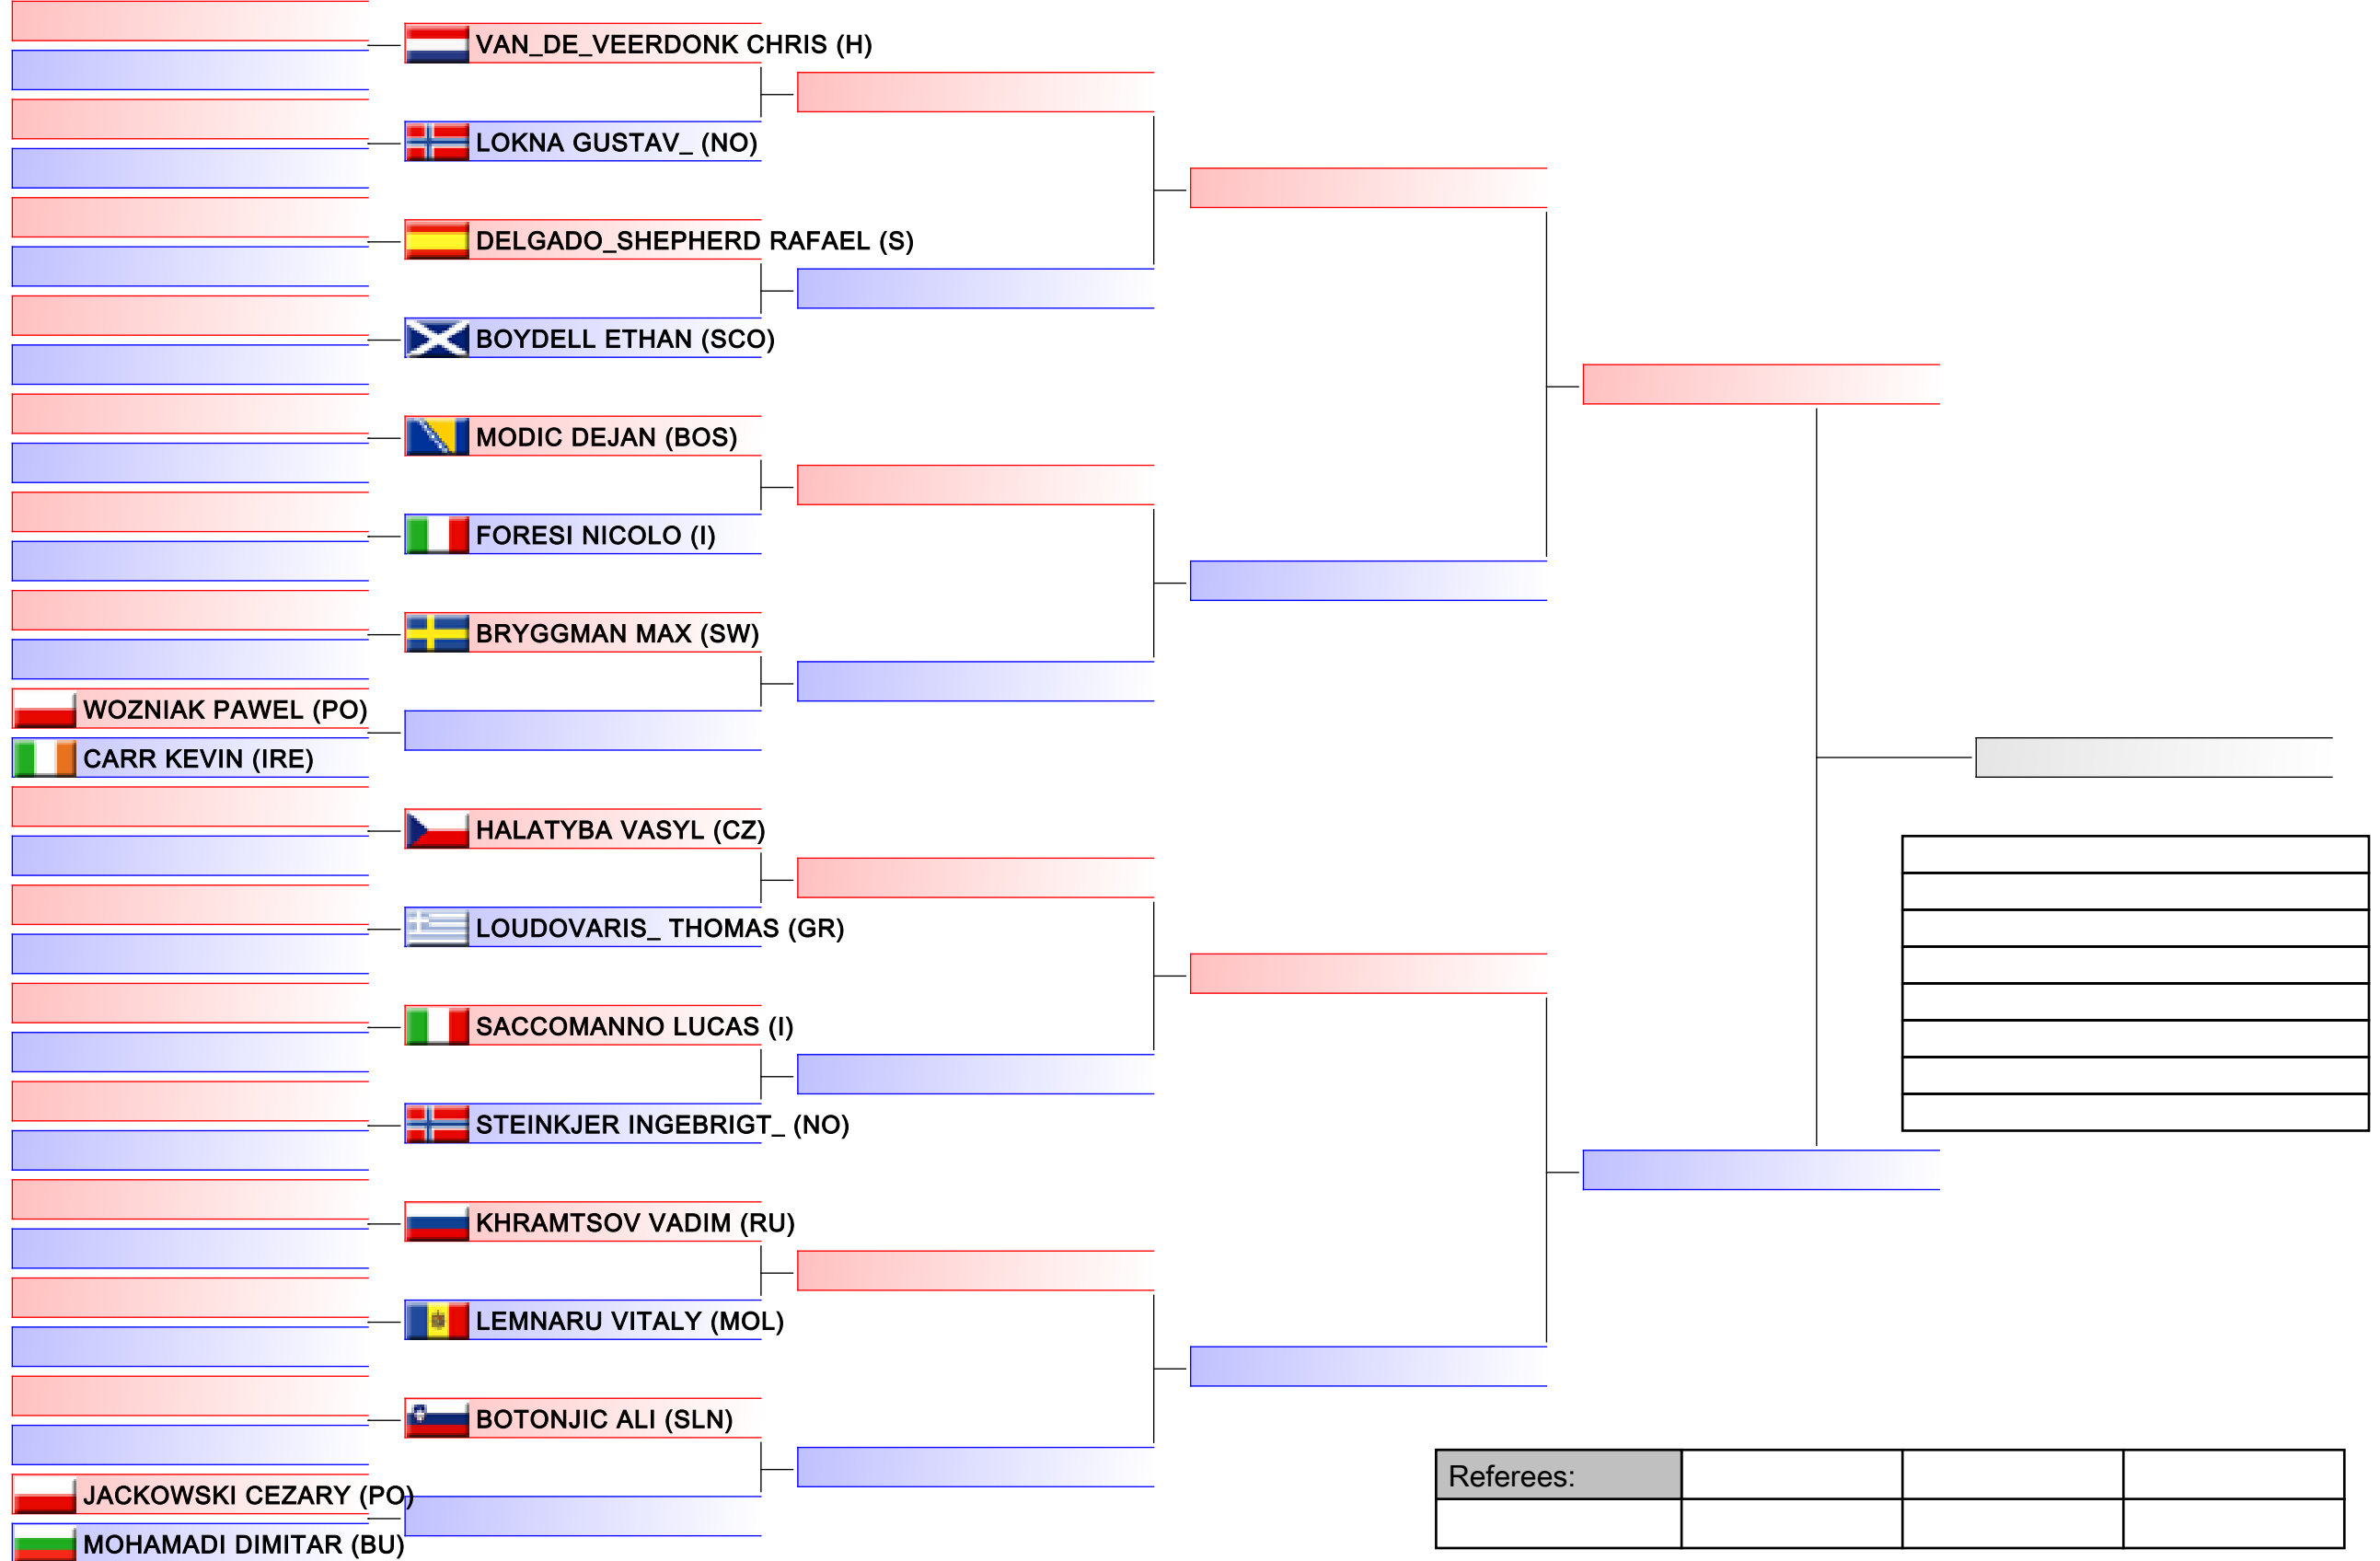 VAN_DE_VEERDONK CHRIS (H)
LOKNA GUSTAV_ (NO)
DELGADO_SHEPHERD RAFAEL (S)
BOYDELL ETHAN (SCO)
MODIC DEJAN (BOS)
FORESI NICOLO (I)
BRYGGMAN MAX (SW)
WOZNIAK PAWEL (PO)
CARR KEVIN (IRE)
HALATYBA VASYL (CZ)
LOUDOVARIS_ THOMAS (GR)
SACCOMANNO LUCAS (I)
STEINKJER INGEBRIGT_ (NO)
KHRAMTSOV VADIM (RU)
LEMNARU VITALY (MOL)
BOTONJIC ALI (SLN)
JACKOWSKI CEZARY (PO)
MOHAMADI DIMITAR (BU)
Referees: